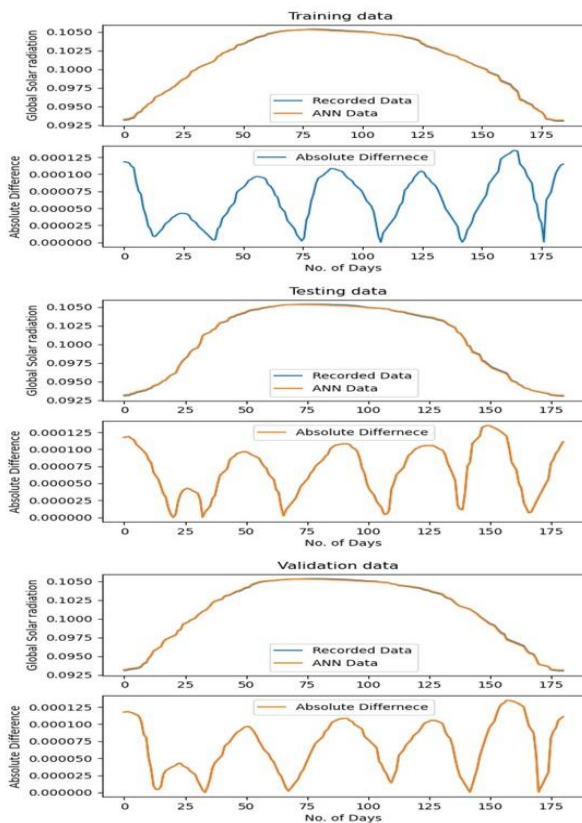 Training data
Global Solar radiation
0.1050
0.1025
0.1000
0.0975
0.0950
0.0925
Recorded Data
ANN Data
0 25 50 75 100 125 150 175
Absolute Difference
0.000125
0.000100
0.000075
0.000050
0.000025
0.000000
Absolute Differnece
0 25 50 75 100 125 150 175
No. of Days
Testing data
Global Solar radiation
0.1050
0.1025
0.1000
0.0975
0.0950
0.0925
Recorded Data
ANN Data
0 25 50 75 100 125 150 175
Absolute Difference
0.000125
0.000100
0.000075
0.000050
0.000025
0.000000
Absolute Differnece
0 25 50 75 100 125 150 175
No. of Days
Validation data
Global Solar radiation
0.1050
0.1025
0.1000
0.0975
0.0950
0.0925
Recorded Data
ANN Data
0 25 50 75 100 125 150 175
Absolute Difference
0.000125
0.000100
0.000075
0.000050
0.000025
0.000000
Absolute Differnece
0 25 50 75 100 125 150 175
No. of Days